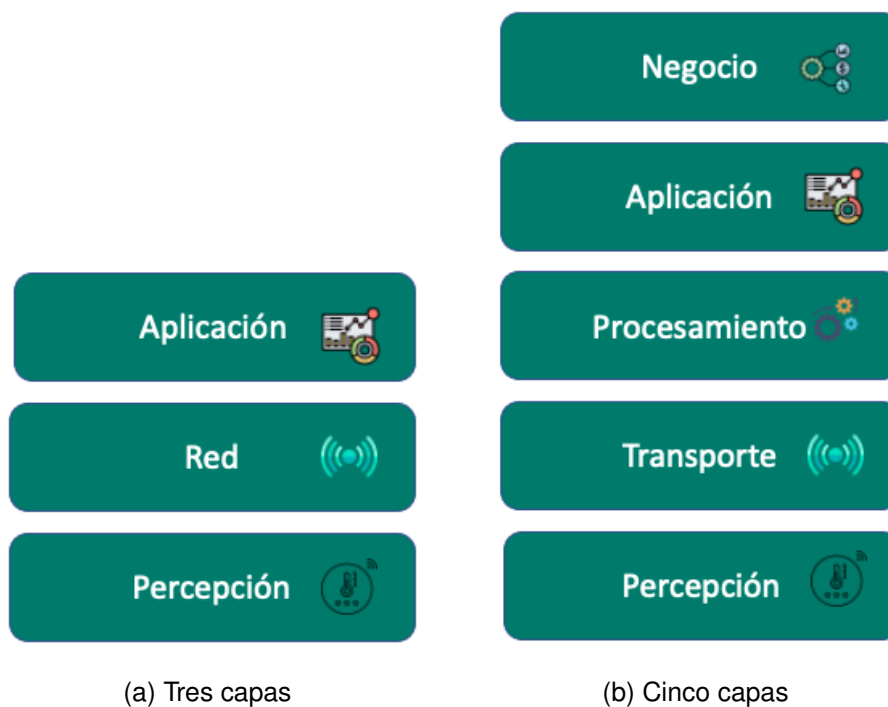 Aplicación
Red
Percepción
(a) Tres capas
Negocio
Aplicación
Procesamiento
Transporte
Percepción
(b) Cinco capas